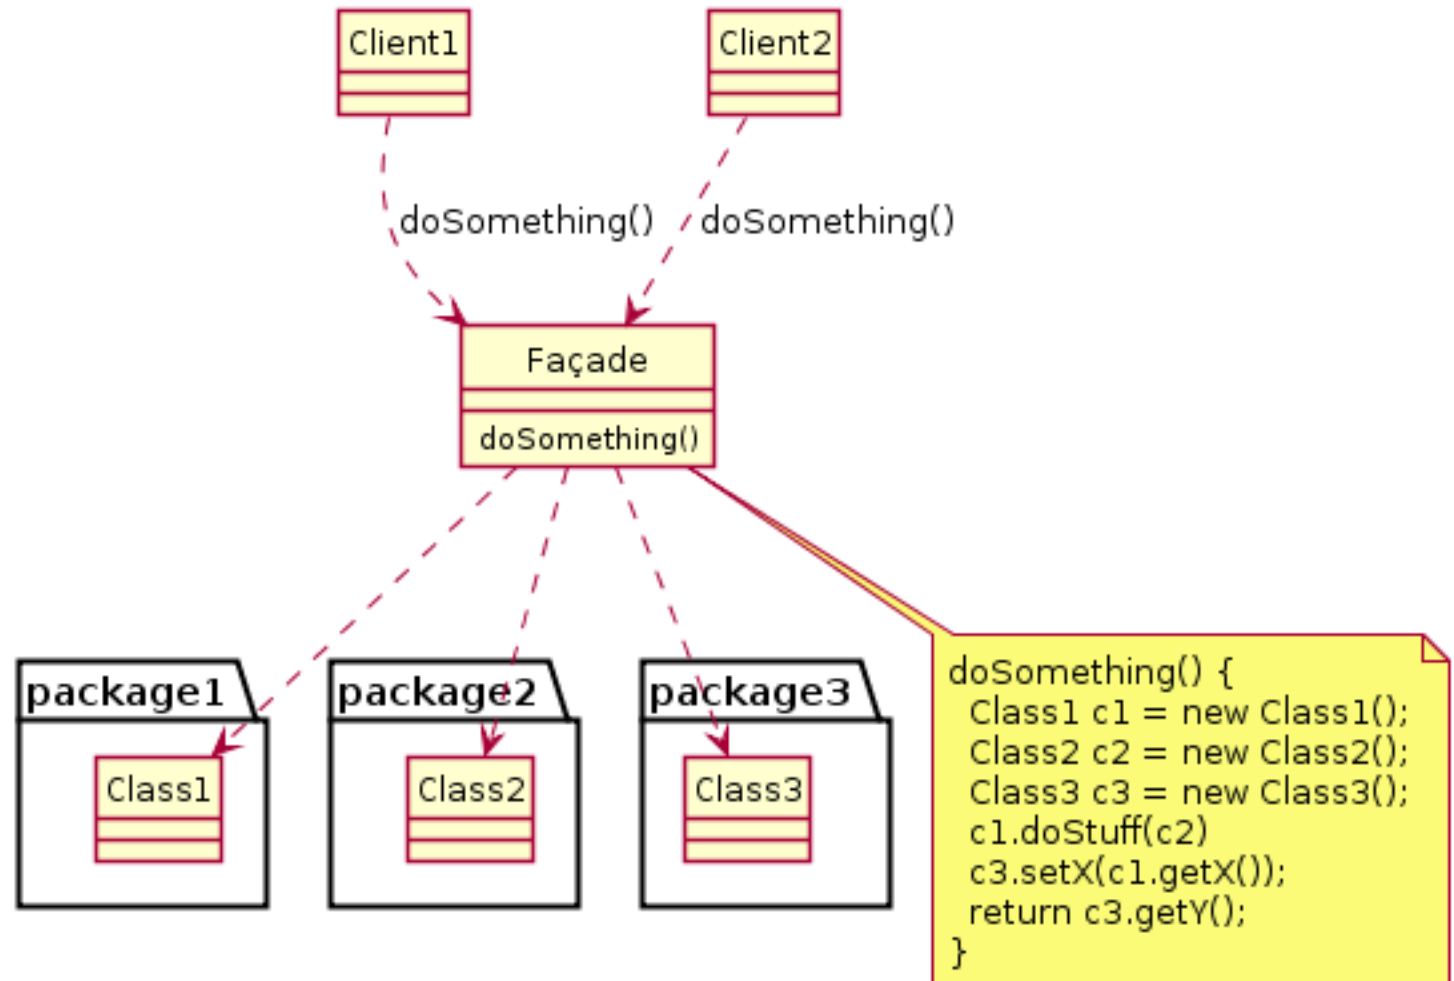 Client1
Client2
doSomething()
doSomething()
Façade
doSomething()
package1
package2
package3
Class1
Class2
Class3
doSomething() {
Class1 c1 = new Class1();
Class2 c2 = new Class2();
Class3 c3 = new Class3();
c1.doStuff(c2)
c3.setX(c1.getX());
return c3.getY();
}